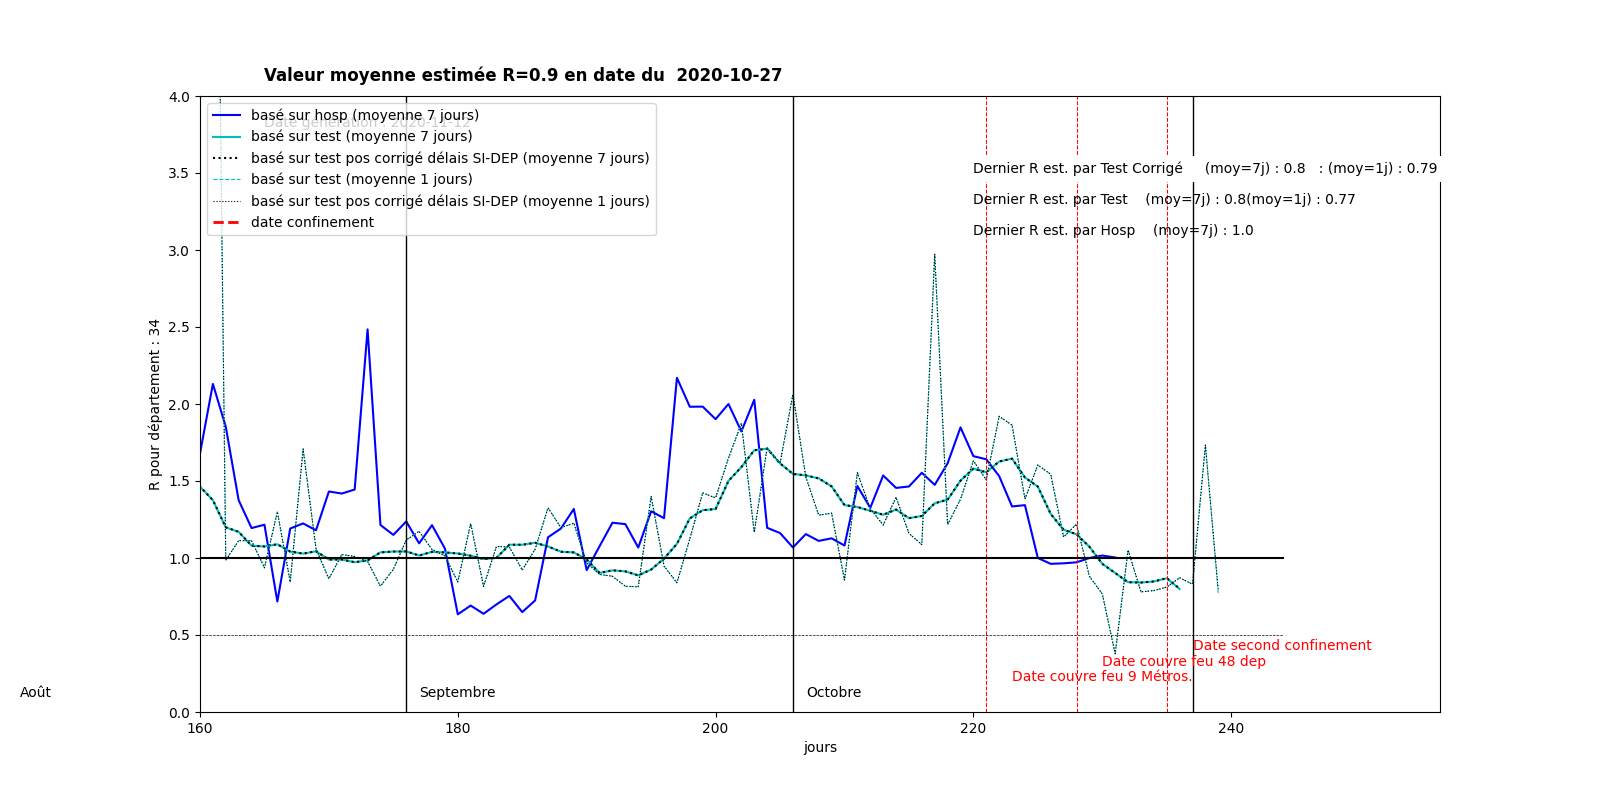 Valeur moyenne estimée R=0.9 en date du  2020-10-27
Date génération : 2020-11-12
basé sur hosp (moyenne 7 jours)
basé sur test (moyenne 7 jours)
basé sur test pos corrigé délais SI-DEP (moyenne 7 jours)
basé sur test (moyenne 1 jours)
basé sur test pos corrigé délais SI-DEP (moyenne 1 jours)
date confinement
Dernier R est. par Test Corrigé     (moy=7j) : 0.8   : (moy=1j) : 0.79
Dernier R est. par Test    (moy=7j) : 0.8(moy=1j) : 0.77
Dernier R est. par Hosp    (moy=7j) : 1.0
R pour département : 34
4.0
3.5
3.0
2.5
2.0
1.5
1.0
0.5
0.0
Date second confinement
Date couvre feu 48 dep
Date couvre feu 9 Métros.
Août
Septembre
Octobre
160
180
200
220
240
jours